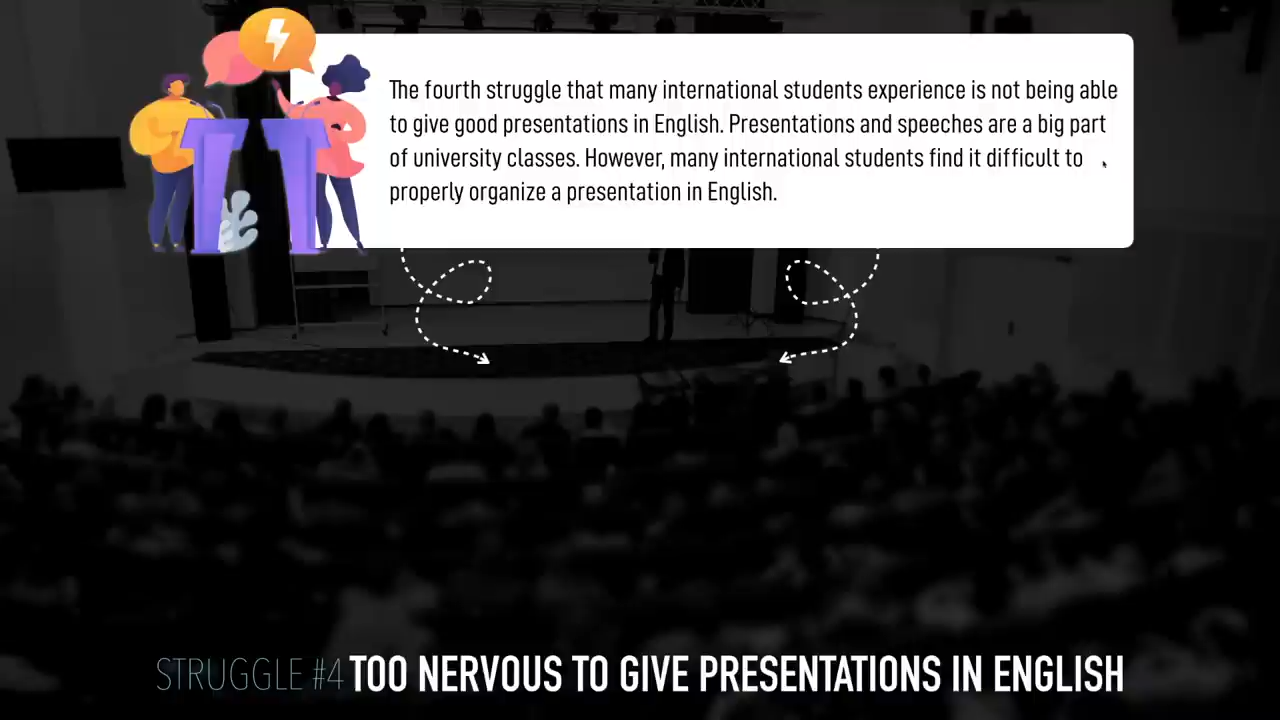 The fourth struggle that many international students experience is not being able
to give good presentations in English. Presentations and speeches are a big part
of university classes. However, many international students find it difficult to
properly organize a presentation in English.
STRUGGLE #4 TOO NERVOUS TO GIVE PRESENTATIONS IN ENGLISH